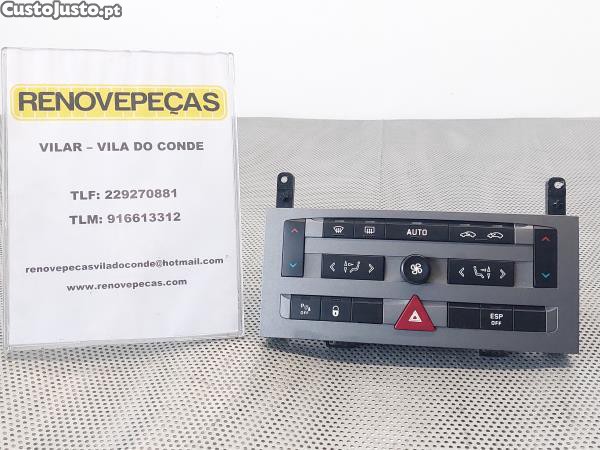 CustoJusto.pt
RENOVEPEÇAS
VILAR – VILA DO CONDE
TLF: 229270881
TLM: 916613312
renovepecasviladoconde@hotmail.com
www.renovepecas.com
AUTO
OFF
ESP
OFF